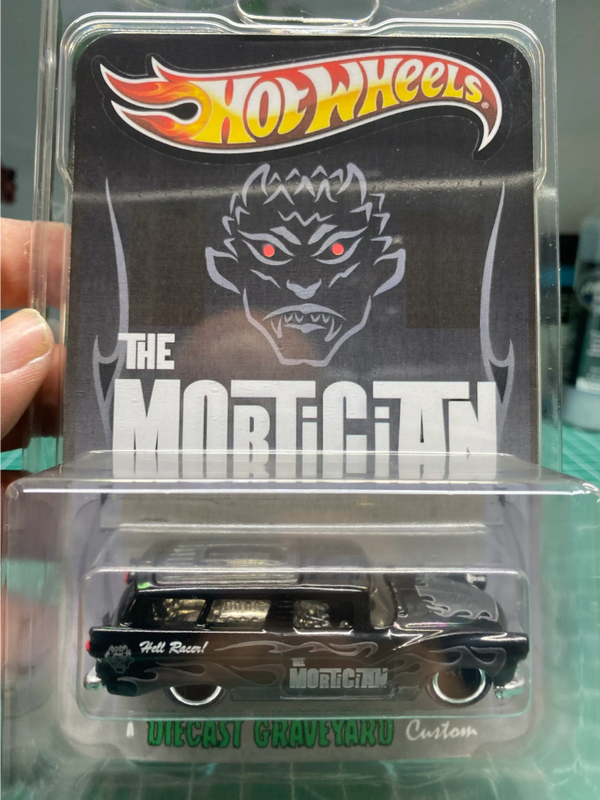 HOT WHEELS®
THE
MORTICIAN
Hell Racer!
THE
MORTICIAN
A DIECAST GRAVEYARD Custom